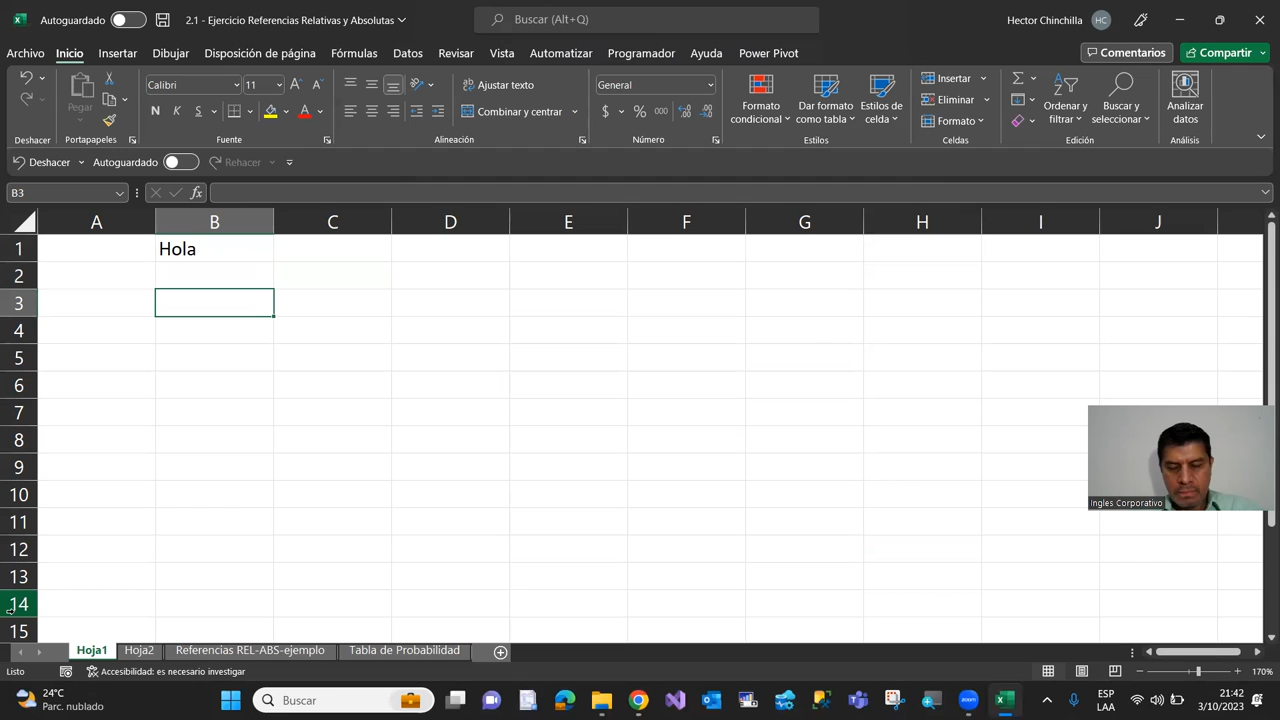 Autoguardado
2.1 - Ejercicio Referencias Relativas y Absolutas
Buscar (Alt+Q)
Hector Chinchilla
HC
Archivo Inicio Insertar Dibujar Disposición de página Fórmulas Datos Revisar Vista Automatizar Programador Ayuda Power Pivot
Comentarios
Compartir
Calibri 11
Ajustar texto
General
Insertar
Pegar
N K S
Combinar y centrar
$ % 000
Formato condicional
Dar formato como tabla
Estilos de celda
Eliminar
Formato
Ordenar y filtrar
Buscar y seleccionar
Analizar datos
Deshacer Portapapeles Fuente Alineación Número Estilos Celdas Edición Análisis
Deshacer Autoguardado Rehacer
B3 fx
A B C D E F G H I J
1 Hola
2
3
4
5
6
7
8
9
10
11
12
13
14
15
Ingles Corporativo
Hoja1 Hoja2 Referencias REL-ABS-ejemplo Tabla de Probabilidad
Listo Accesibilidad: es necesario investigar 170%
24°C
Parc. nublado
Buscar
ESP
LAA
21:42
3/10/2023